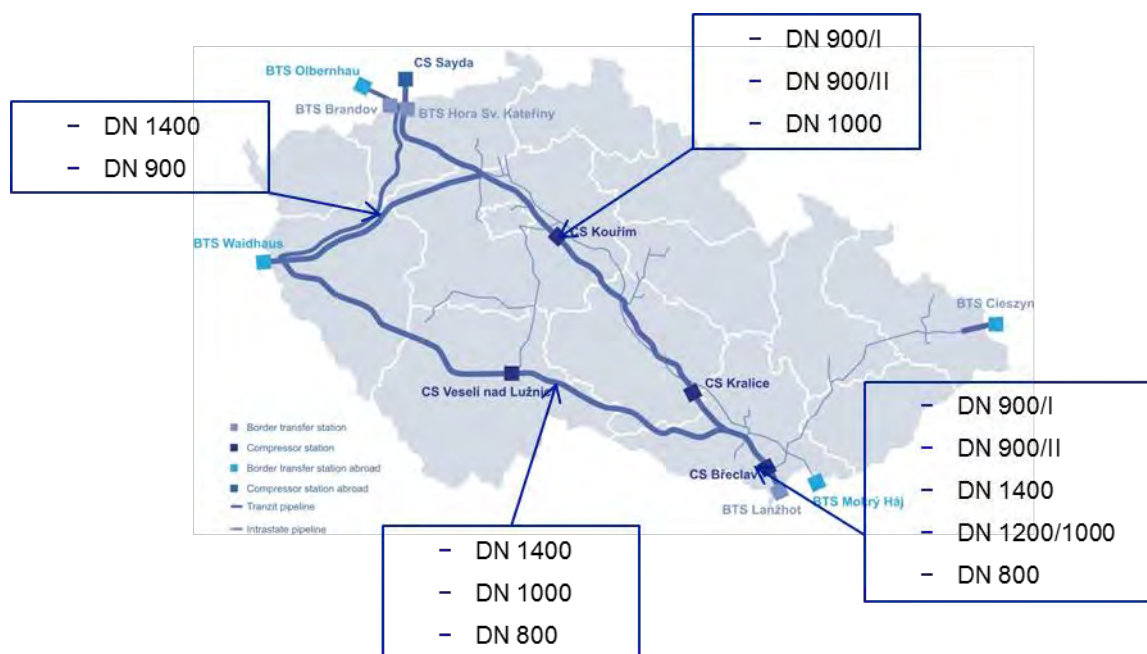 - DN 900/I
- DN 900/II
- DN 1000
CS Sayda
BTS Olbernhau
BTS Brandov
BTS Hora Sv. Kateřiny
- DN 1400
- DN 900
CS Kouřim
BTS Waidhaus
BTS Cieszyn
CS Veselí nad Lužnicí
CS Kralice
- DN 900/I
- DN 900/II
- DN 1400
- DN 1200/1000
- DN 800
CS Břeclav
BTS Mokrý Háj
BTS Lanžhot
Border transfer station
Compressor station
Border transfer station abroad
Compressor station abroad
Tranzit pipeline
Intrastate pipeline
- DN 1400
- DN 1000
- DN 800